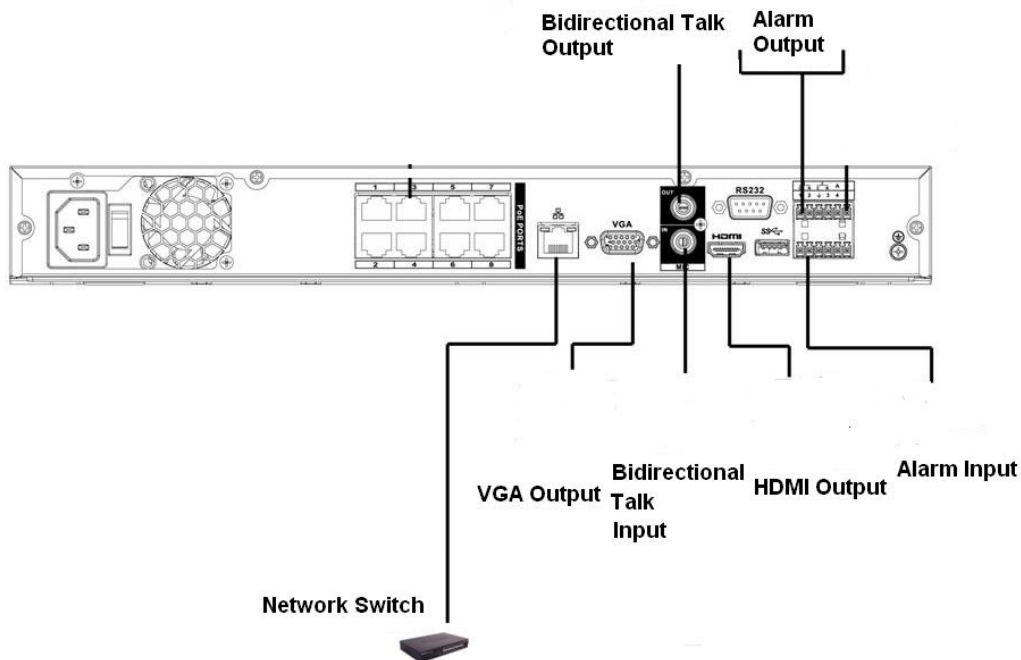 Bidirectional Talk
Output
Alarm
Output
1 3 5 7
PoE PORTS
2 4 6 8
VGA
OUT
IN
MIC
RS232
HDMI
SS
VGA Output
Bidirectional
Talk
Input
HDMI Output
Alarm Input
Network Switch